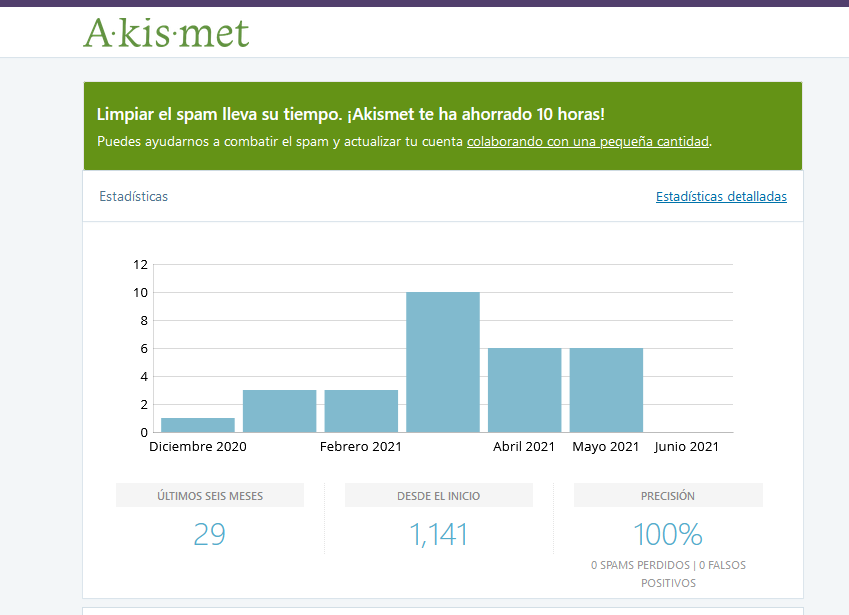 A·kis·met
Limpiar el spam lleva su tiempo. ¡Akismet te ha ahorrado 10 horas!
Puedes ayudarnos a combatir el spam y actualizar tu cuenta colaborando con una pequeña cantidad.
Estadísticas Estadísticas detalladas
12
10
8
6
4
2
0
Diciembre 2020 Febrero 2021 Abril 2021 Mayo 2021 Junio 2021
ÚLTIMOS SEIS MESES DESDE EL INICIO PRECISIÓN
29 1,141 100%
0 SPAMS PERDIDOS | 0 FALSOS
POSITIVOS